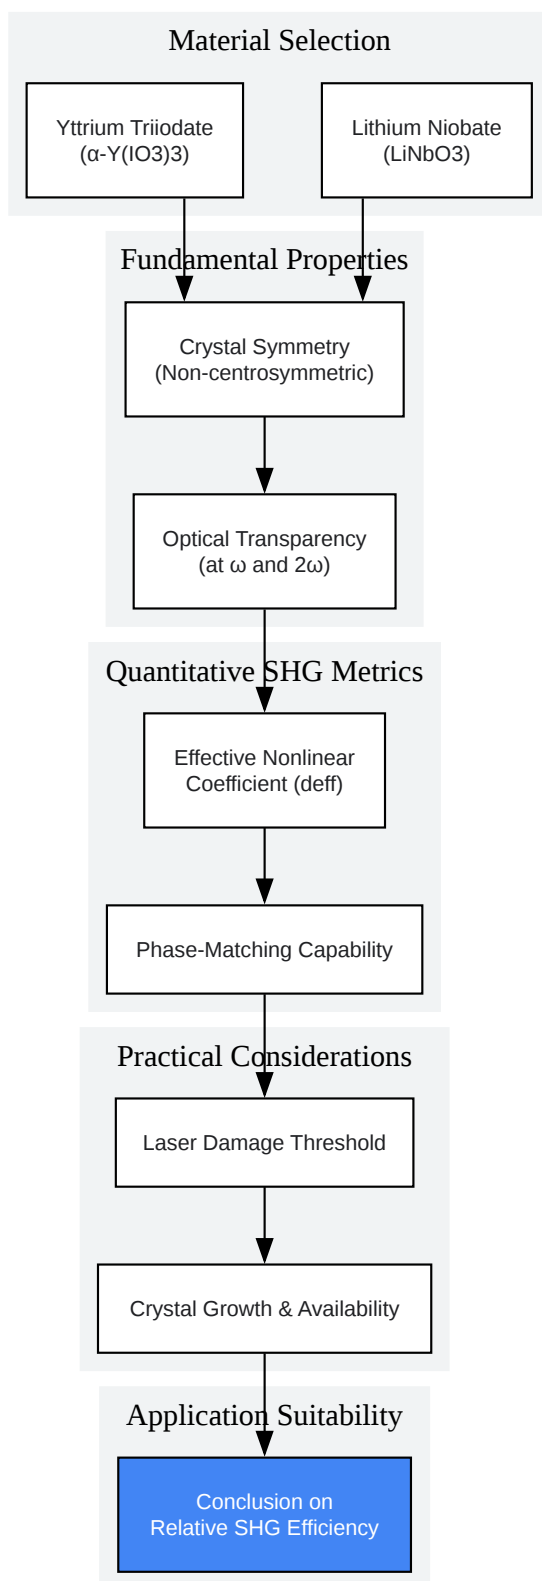 Material Selection
Yttrium Triiodate
(α-Y(IO3)3)
Lithium Niobate
(LiNbO3)
Fundamental Properties
Crystal Symmetry
(Non-centrosymmetric)
Optical Transparency
(at ω and 2ω)
Quantitative SHG Metrics
Effective Nonlinear
Coefficient (deff)
Phase-Matching Capability
Practical Considerations
Laser Damage Threshold
Crystal Growth & Availability
Application Suitability
Conclusion on
Relative SHG Efficiency